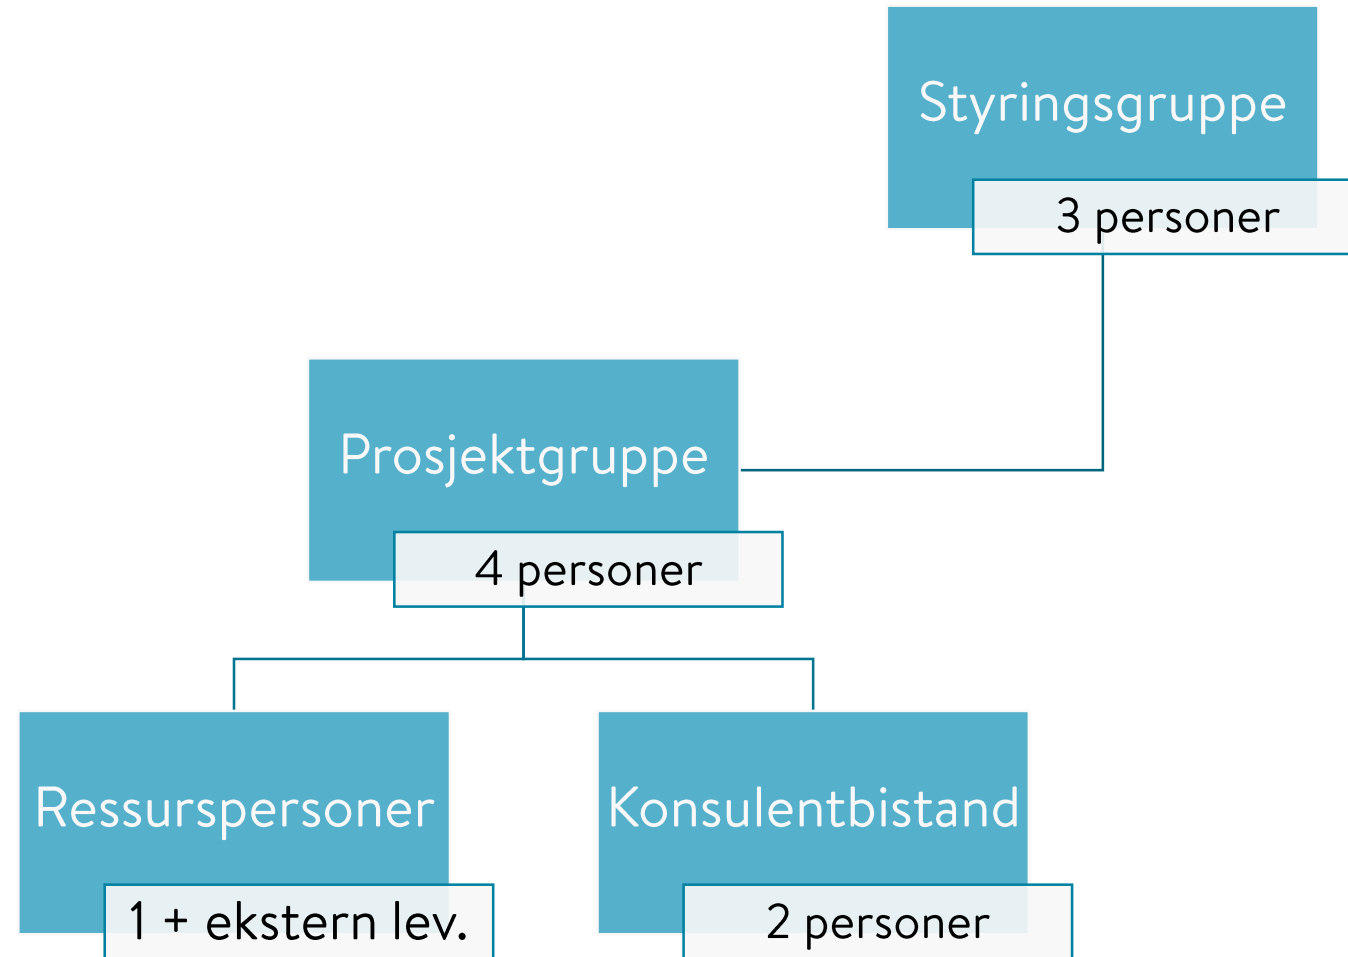 Styringsgruppe
3 personer
Prosjektgruppe
4 personer
Ressurspersoner
1 + ekstern lev.
Konsulentbistand
2 personer